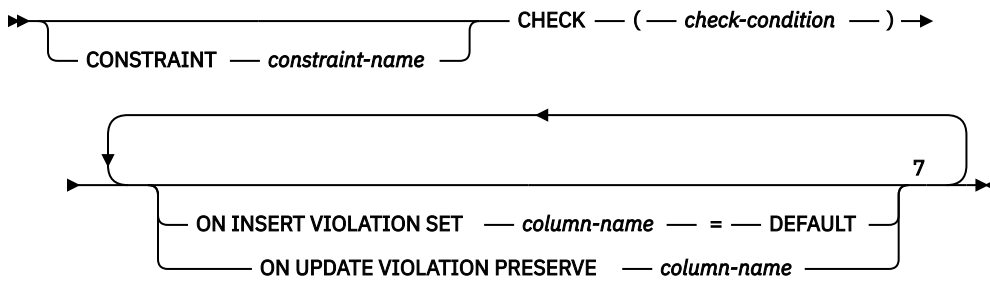 CHECK ( check-condition )
CONSTRAINT constraint-name
7
ON INSERT VIOLATION SET column-name = DEFAULT
ON UPDATE VIOLATION PRESERVE column-name